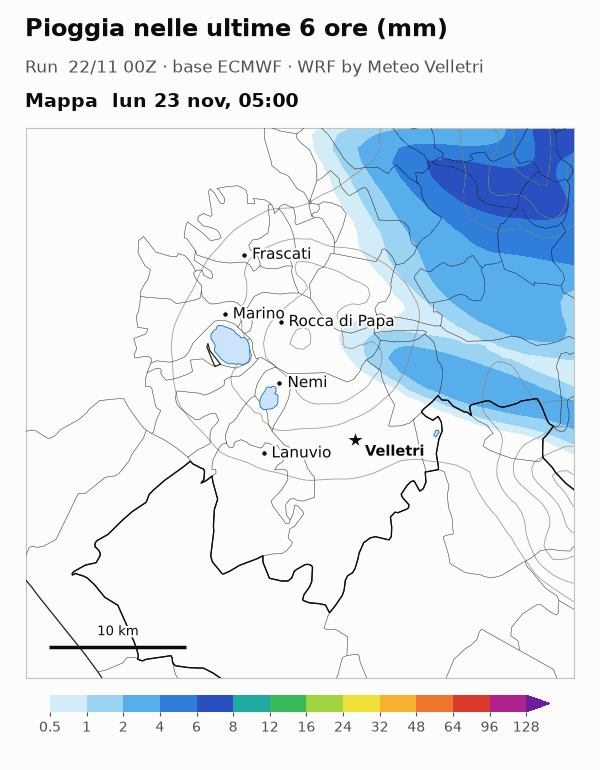 Pioggia nelle ultime 6 ore (mm)
Run  22/11 00Z · base ECMWF · WRF by Meteo Velletri
Mappa  lun 23 nov, 05:00
Frascati
Marino
Rocca di Papa
Nemi
Velletri
Lanuvio
10 km
0.5 1 2 4 6 8 12 16 24 32 48 64 96 128